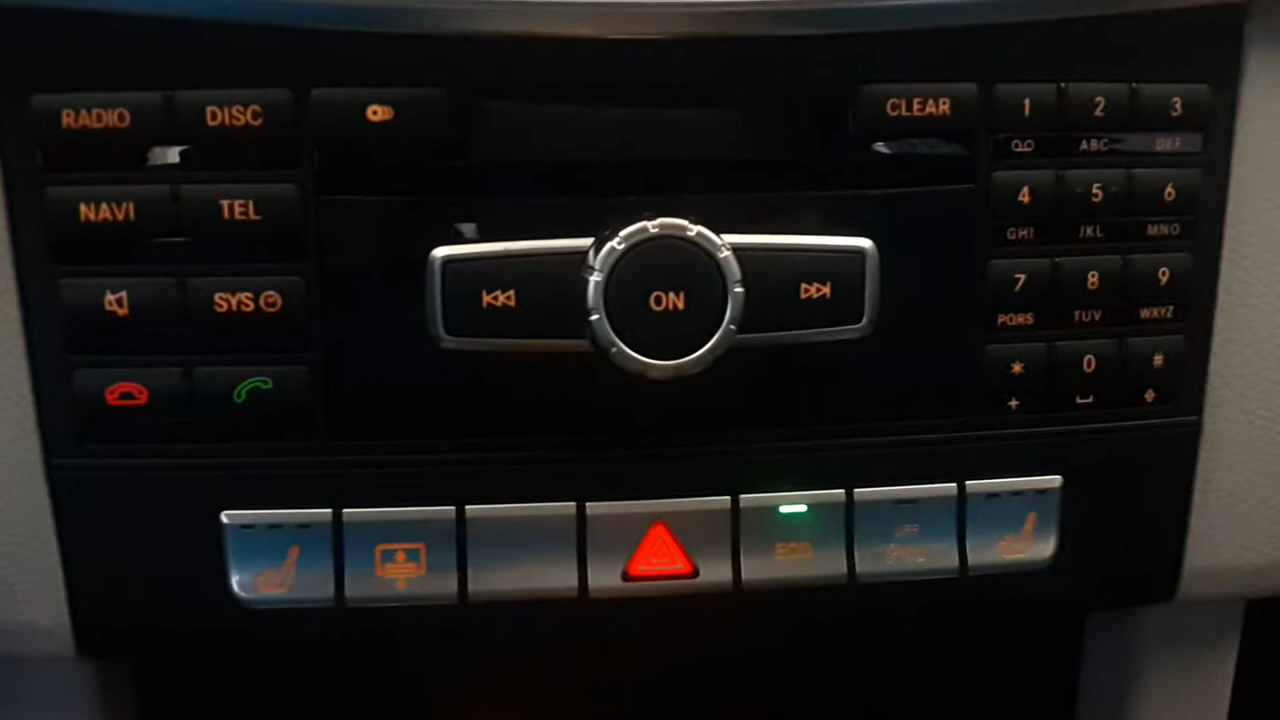 RADIO DISC CLEAR 1 2 3
ABC DEF
NAVI TEL 4 5 6
GHI JKL MNO
SYS ON 7 8 9
PQRS TUV WXYZ
* 0 #
+
ECO OFF